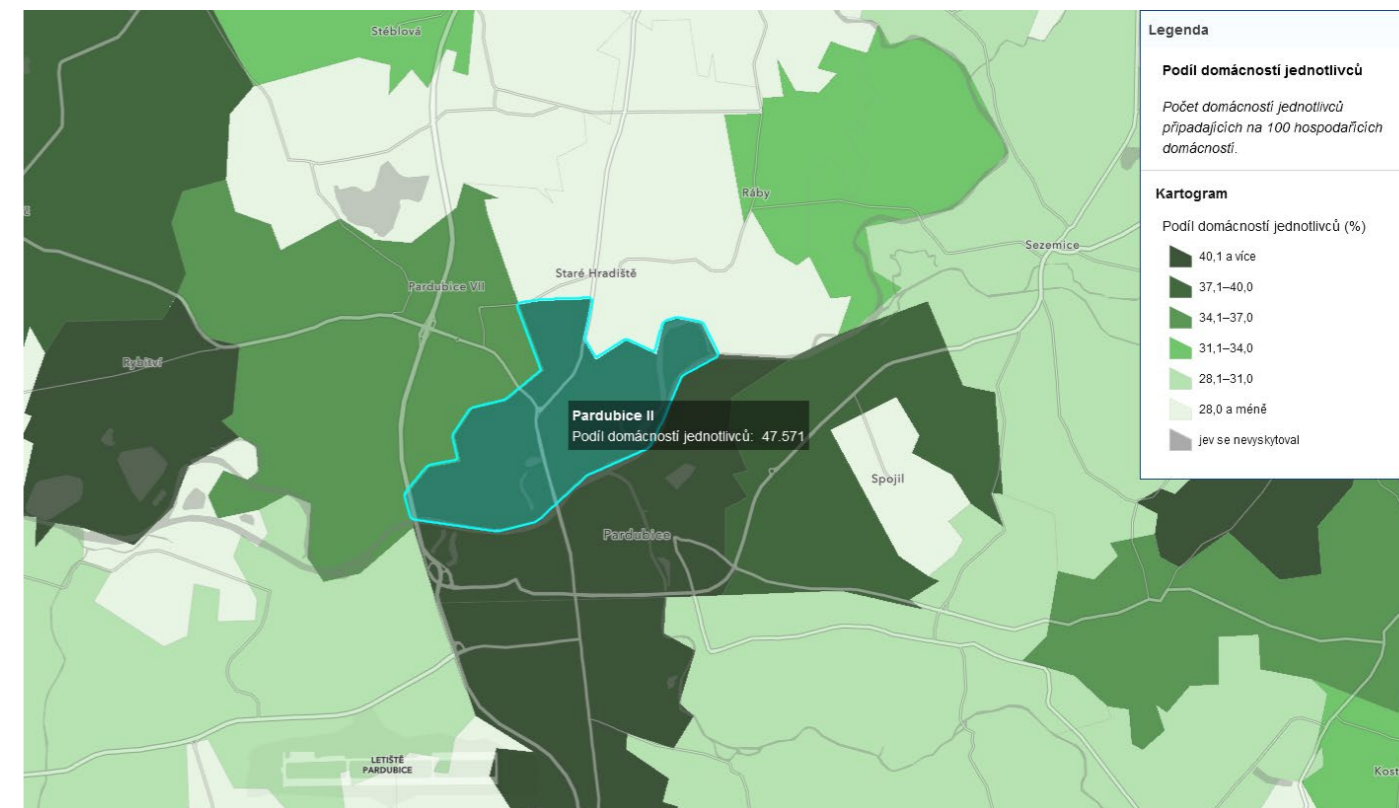 Stéblová
Ráby
Sezemice
Staré Hradiště
Pardubice VII
Rybitví
Pardubice II
Podíl domácností jednotlivců: 47.571
Spojil
Pardubice
LETIŠTĚ
PARDUBICE
Kost
Legenda
Podíl domácností jednotlivců
Počet domácností jednotlivců
připadajících na 100 hospodařících
domácností.
Kartogram
Podíl domácností jednotlivců (%)
40,1 a více
37,1–40,0
34,1–37,0
31,1–34,0
28,1–31,0
28,0 a méně
jev se nevyskytoval